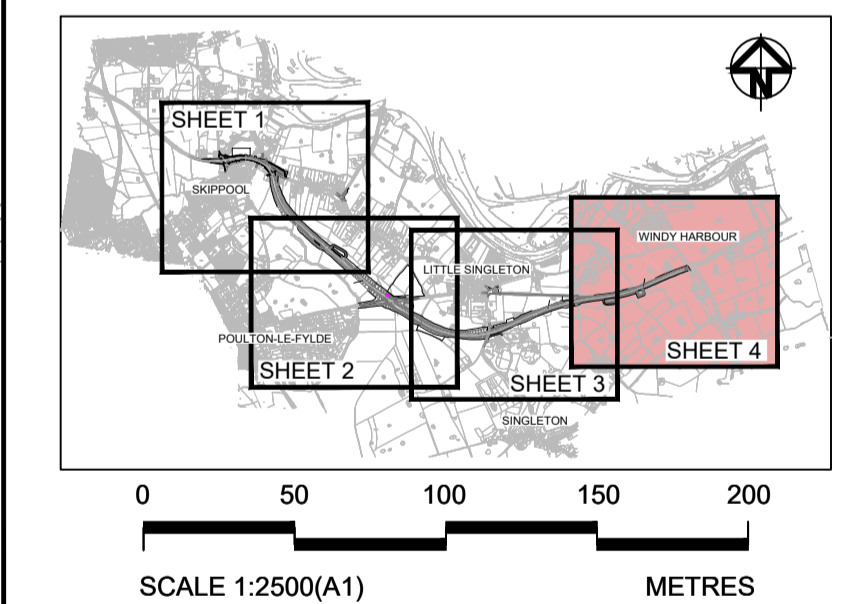 N
SHEET 1
SKIPPOOL
WINDY HARBOUR
LITTLE SINGLETON
POULTON-LE-FYLDE
SHEET 4
SHEET 2
SHEET 3
SINGLETON
0 50 100 150 200
SCALE 1:2500(A1) METRES